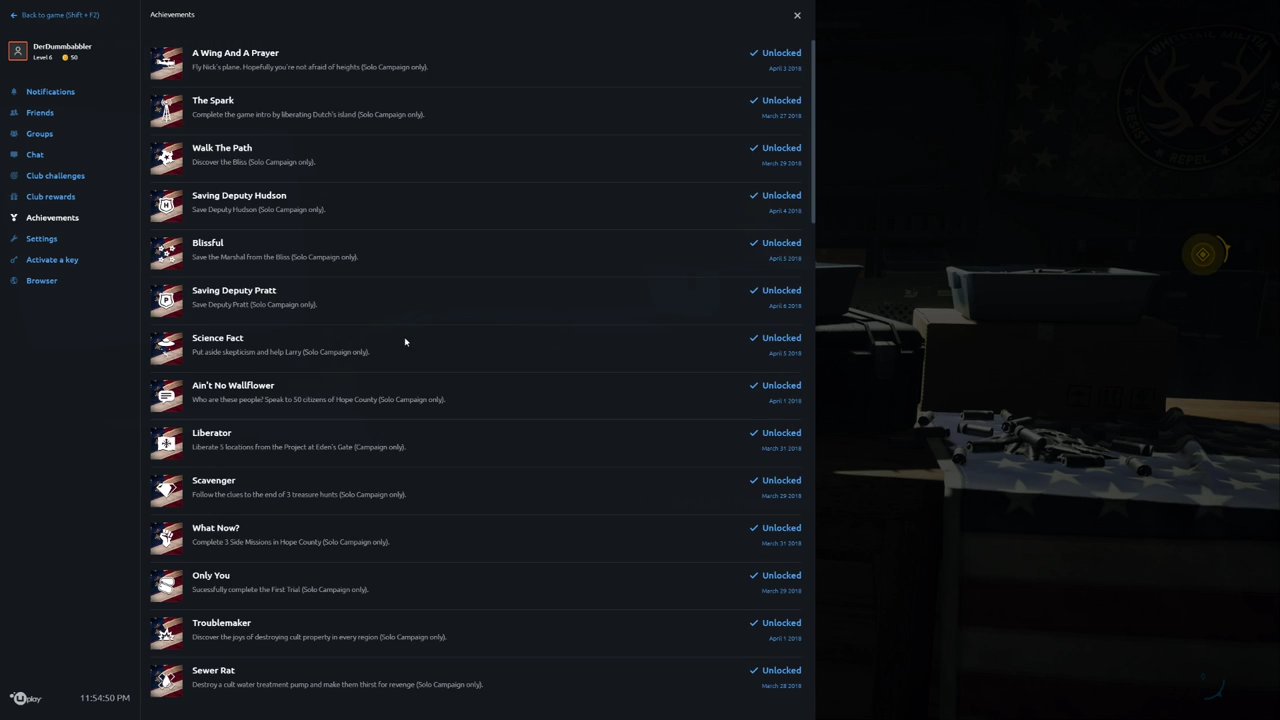 Back to game (Shift + F2)
DerDummbabbler
Level 6 50
Notifications
Friends
Groups
Chat
Club challenges
Club rewards
Achievements
Settings
Activate a key
Browser
uplay 11:54:50 PM
Achievements
A Wing And A Prayer
Fly Nick's plane. Hopefully you're not afraid of heights (Solo Campaign only).
Unlocked
April 3 2018
The Spark
Complete the game intro by liberating Dutch's island (Solo Campaign only).
Unlocked
March 27 2018
Walk The Path
Discover the Bliss (Solo Campaign only).
Unlocked
March 29 2018
Saving Deputy Hudson
Save Deputy Hudson (Solo Campaign only).
Unlocked
April 4 2018
Blissful
Save the Marshal from the Bliss (Solo Campaign only).
Unlocked
April 5 2018
Saving Deputy Pratt
Save Deputy Pratt (Solo Campaign only).
Unlocked
April 6 2018
Science Fact
Put aside skepticism and help Larry (Solo Campaign only).
Unlocked
April 5 2018
Ain't No Wallflower
Who are these people? Speak to 50 citizens of Hope County (Solo Campaign only).
Unlocked
April 1 2018
Liberator
Liberate 5 locations from the Project at Eden's Gate (Campaign only).
Unlocked
March 31 2018
Scavenger
Follow the clues to the end of 3 treasure hunts (Solo Campaign only).
Unlocked
March 29 2018
What Now?
Complete 3 Side Missions in Hope County (Solo Campaign only).
Unlocked
March 31 2018
Only You
Sucessfully complete the First Trial (Solo Campaign only).
Unlocked
March 29 2018
Troublemaker
Discover the joys of destroying cult property in every region (Solo Campaign only).
Unlocked
April 1 2018
Sewer Rat
Destroy a cult water treatment pump and make them thirst for revenge (Solo Campaign only).
Unlocked
March 28 2018